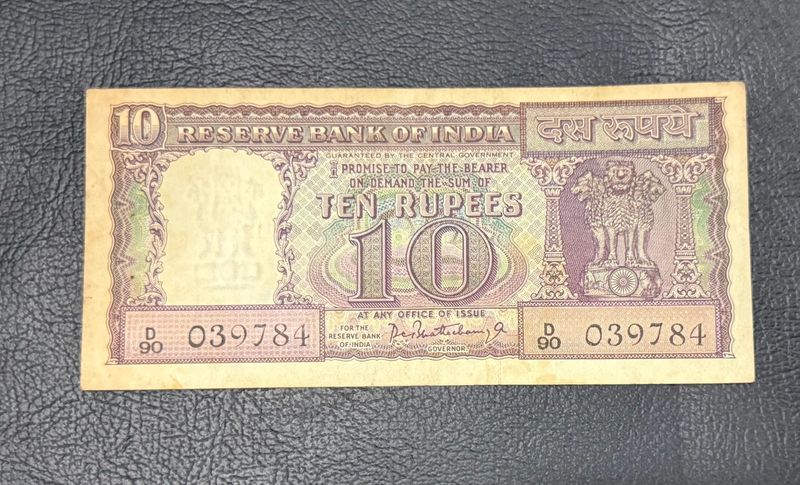 10 RESERVE BANK OF INDIA दस रूपये
GUARANTEED BY THE CENTRAL GOVERNMENT
I PROMISE TO PAY THE BEARER
ON DEMAND THE SUM OF
TEN RUPEES
10
AT ANY OFFICE OF ISSUE
D/90 039784
FOR THE
RESERVE BANK
OF INDIA
GOVERNOR
D/90 039784